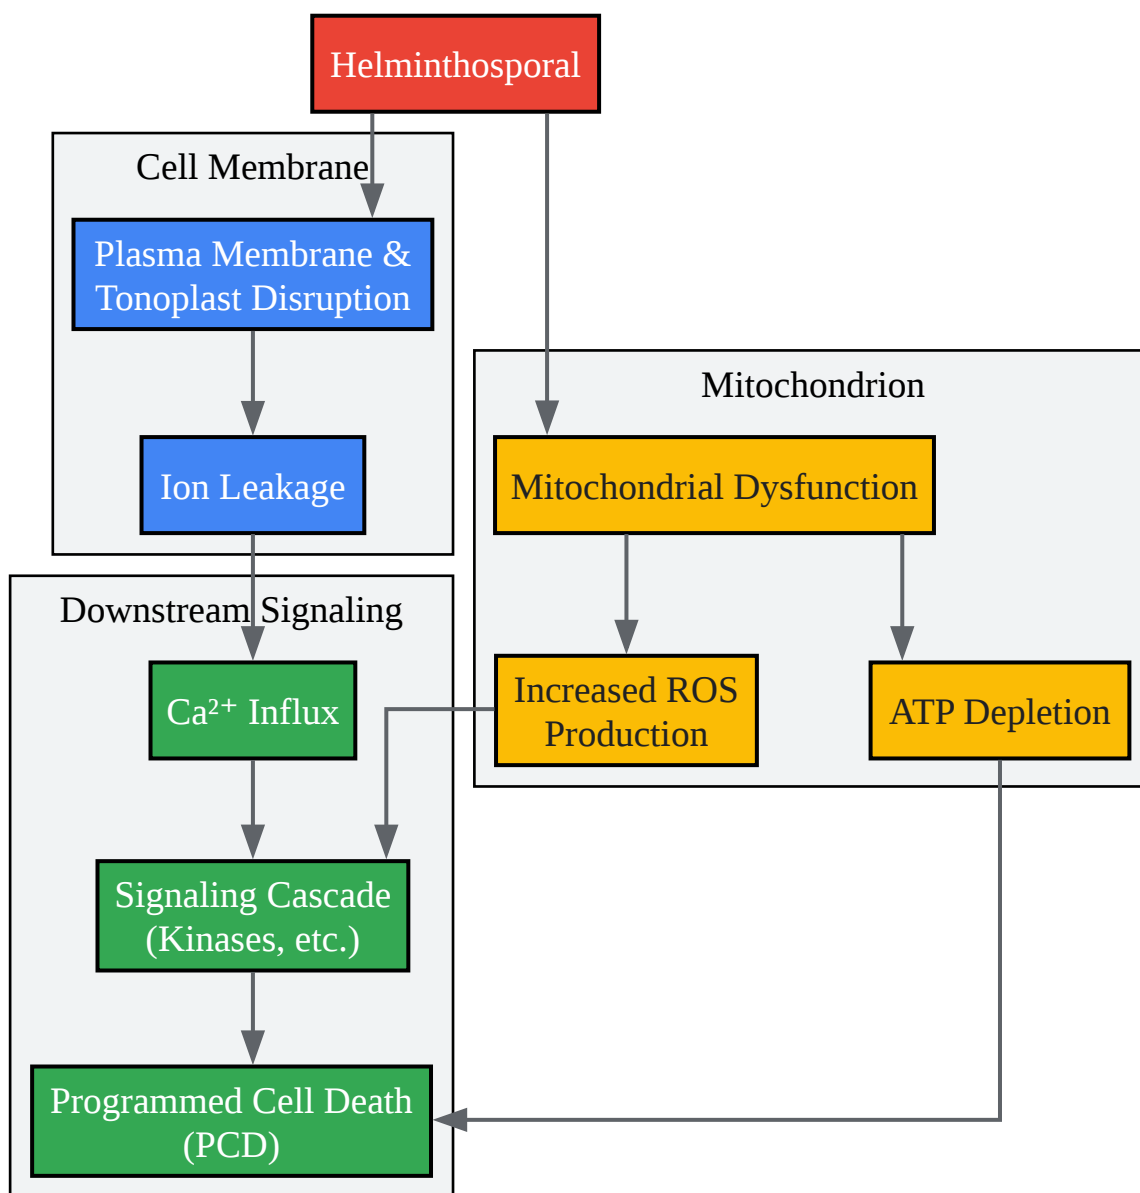 Helminthosporal
Cell Membrane
Plasma Membrane &
Tonoplast Disruption
Ion Leakage
Mitochondrion
Mitochondrial Dysfunction
Increased ROS
Production
ATP Depletion
Downstream Signaling
Ca²⁺ Influx
Signaling Cascade
(Kinases, etc.)
Programmed Cell Death
(PCD)